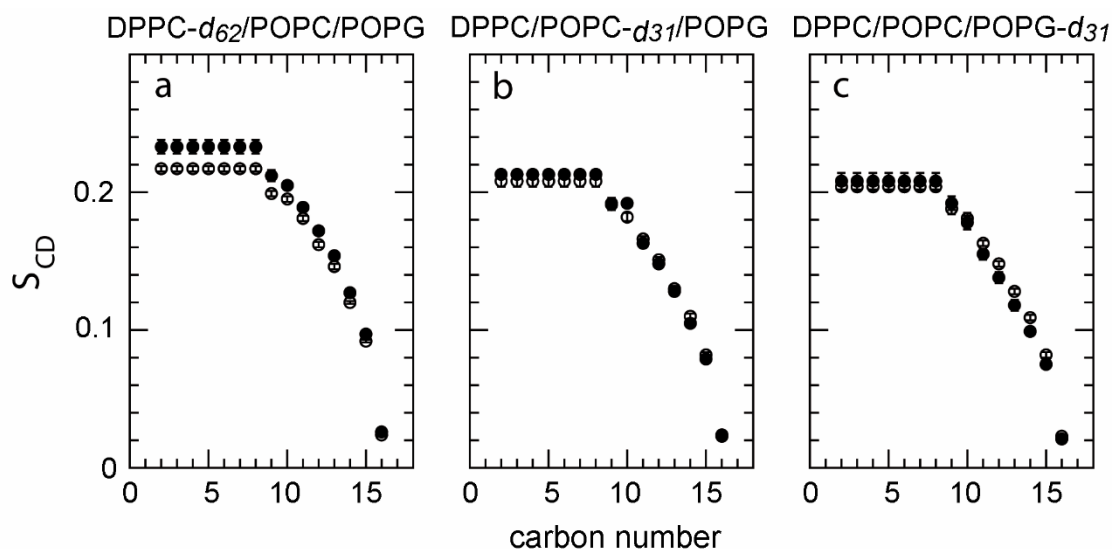 DPPC-d62/POPC/POPG DPPC/POPC-d31/POPG DPPC/POPC/POPG-d31
a b c
0.2
SCD
0.1
0
0 5 10 15 0 5 10 15 0 5 10 15
carbon number